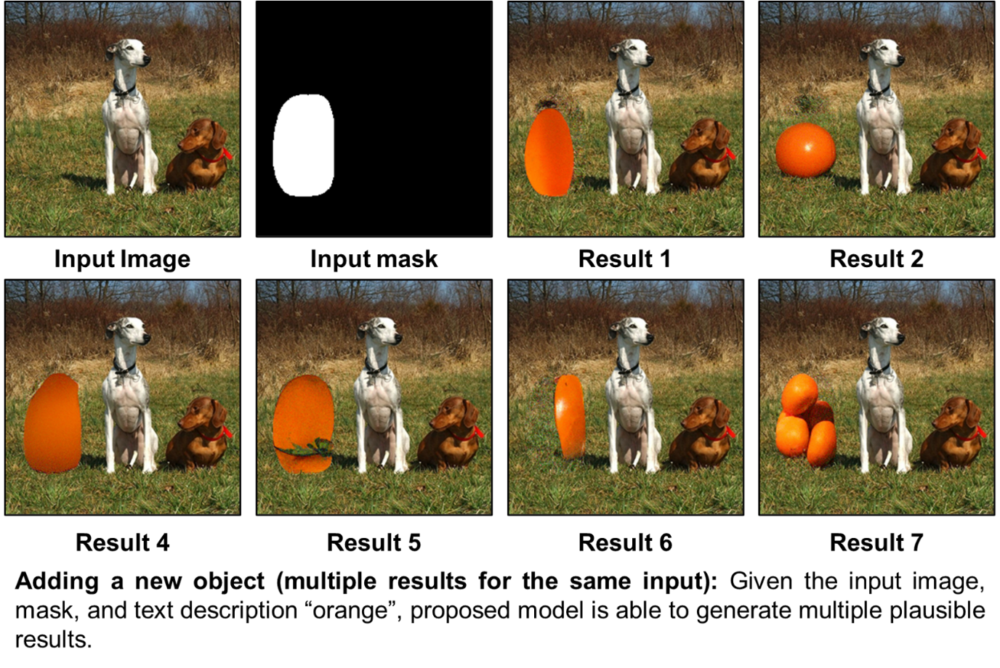 Input Image
Input mask
Result 1
Result 2
Result 4
Result 5
Result 6
Result 7
Adding a new object (multiple results for the same input): Given the input image,
mask, and text description “orange”, proposed model is able to generate multiple plausible
results.